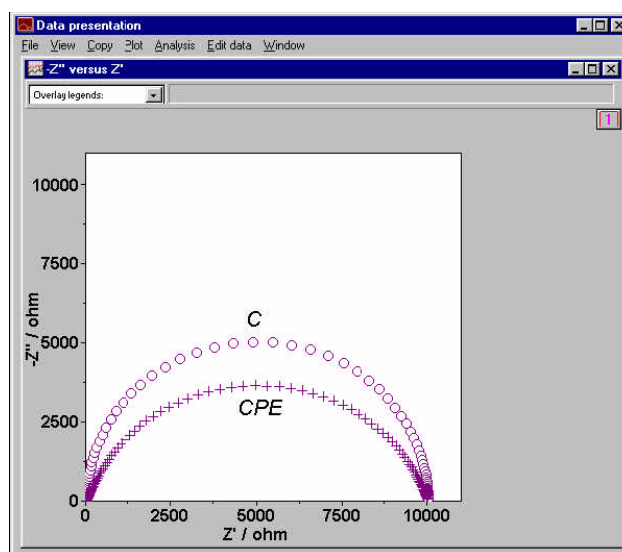 Data presentation
File View Copy Plot Analysis Edit data Window
-Z" versus Z'
Overlay legends:
1
10000
7500
5000
2500
0
-Z" / ohm
C
CPE
0 2500 5000 7500 10000
Z' / ohm